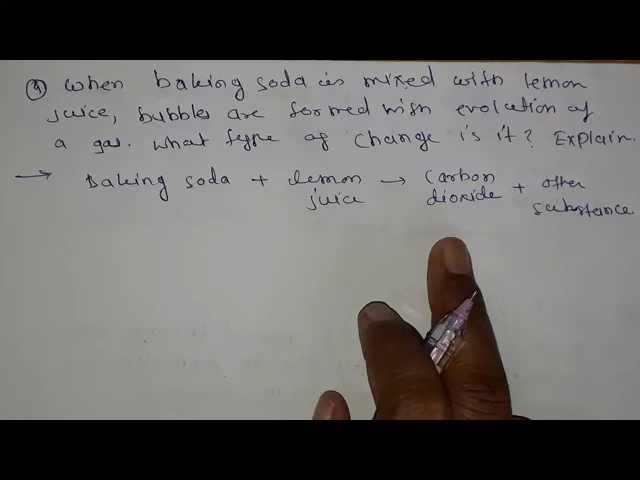 9) When baking soda is mixed with lemon
juice, bubbles are formed with evolution of
a gas. What type of change is it? Explain.
→ Baking soda + lemon juice → Carbon dioxide + other substance